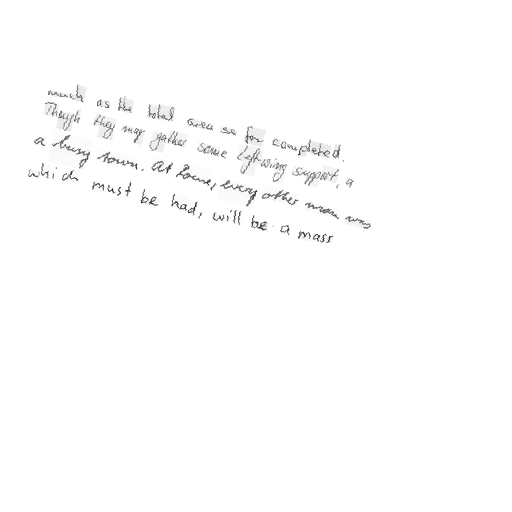 much as the total area so far completed.
Though they may gather some Left-wing support, a
a busy town. At Rome, every other man was
which must be had, will be a mass